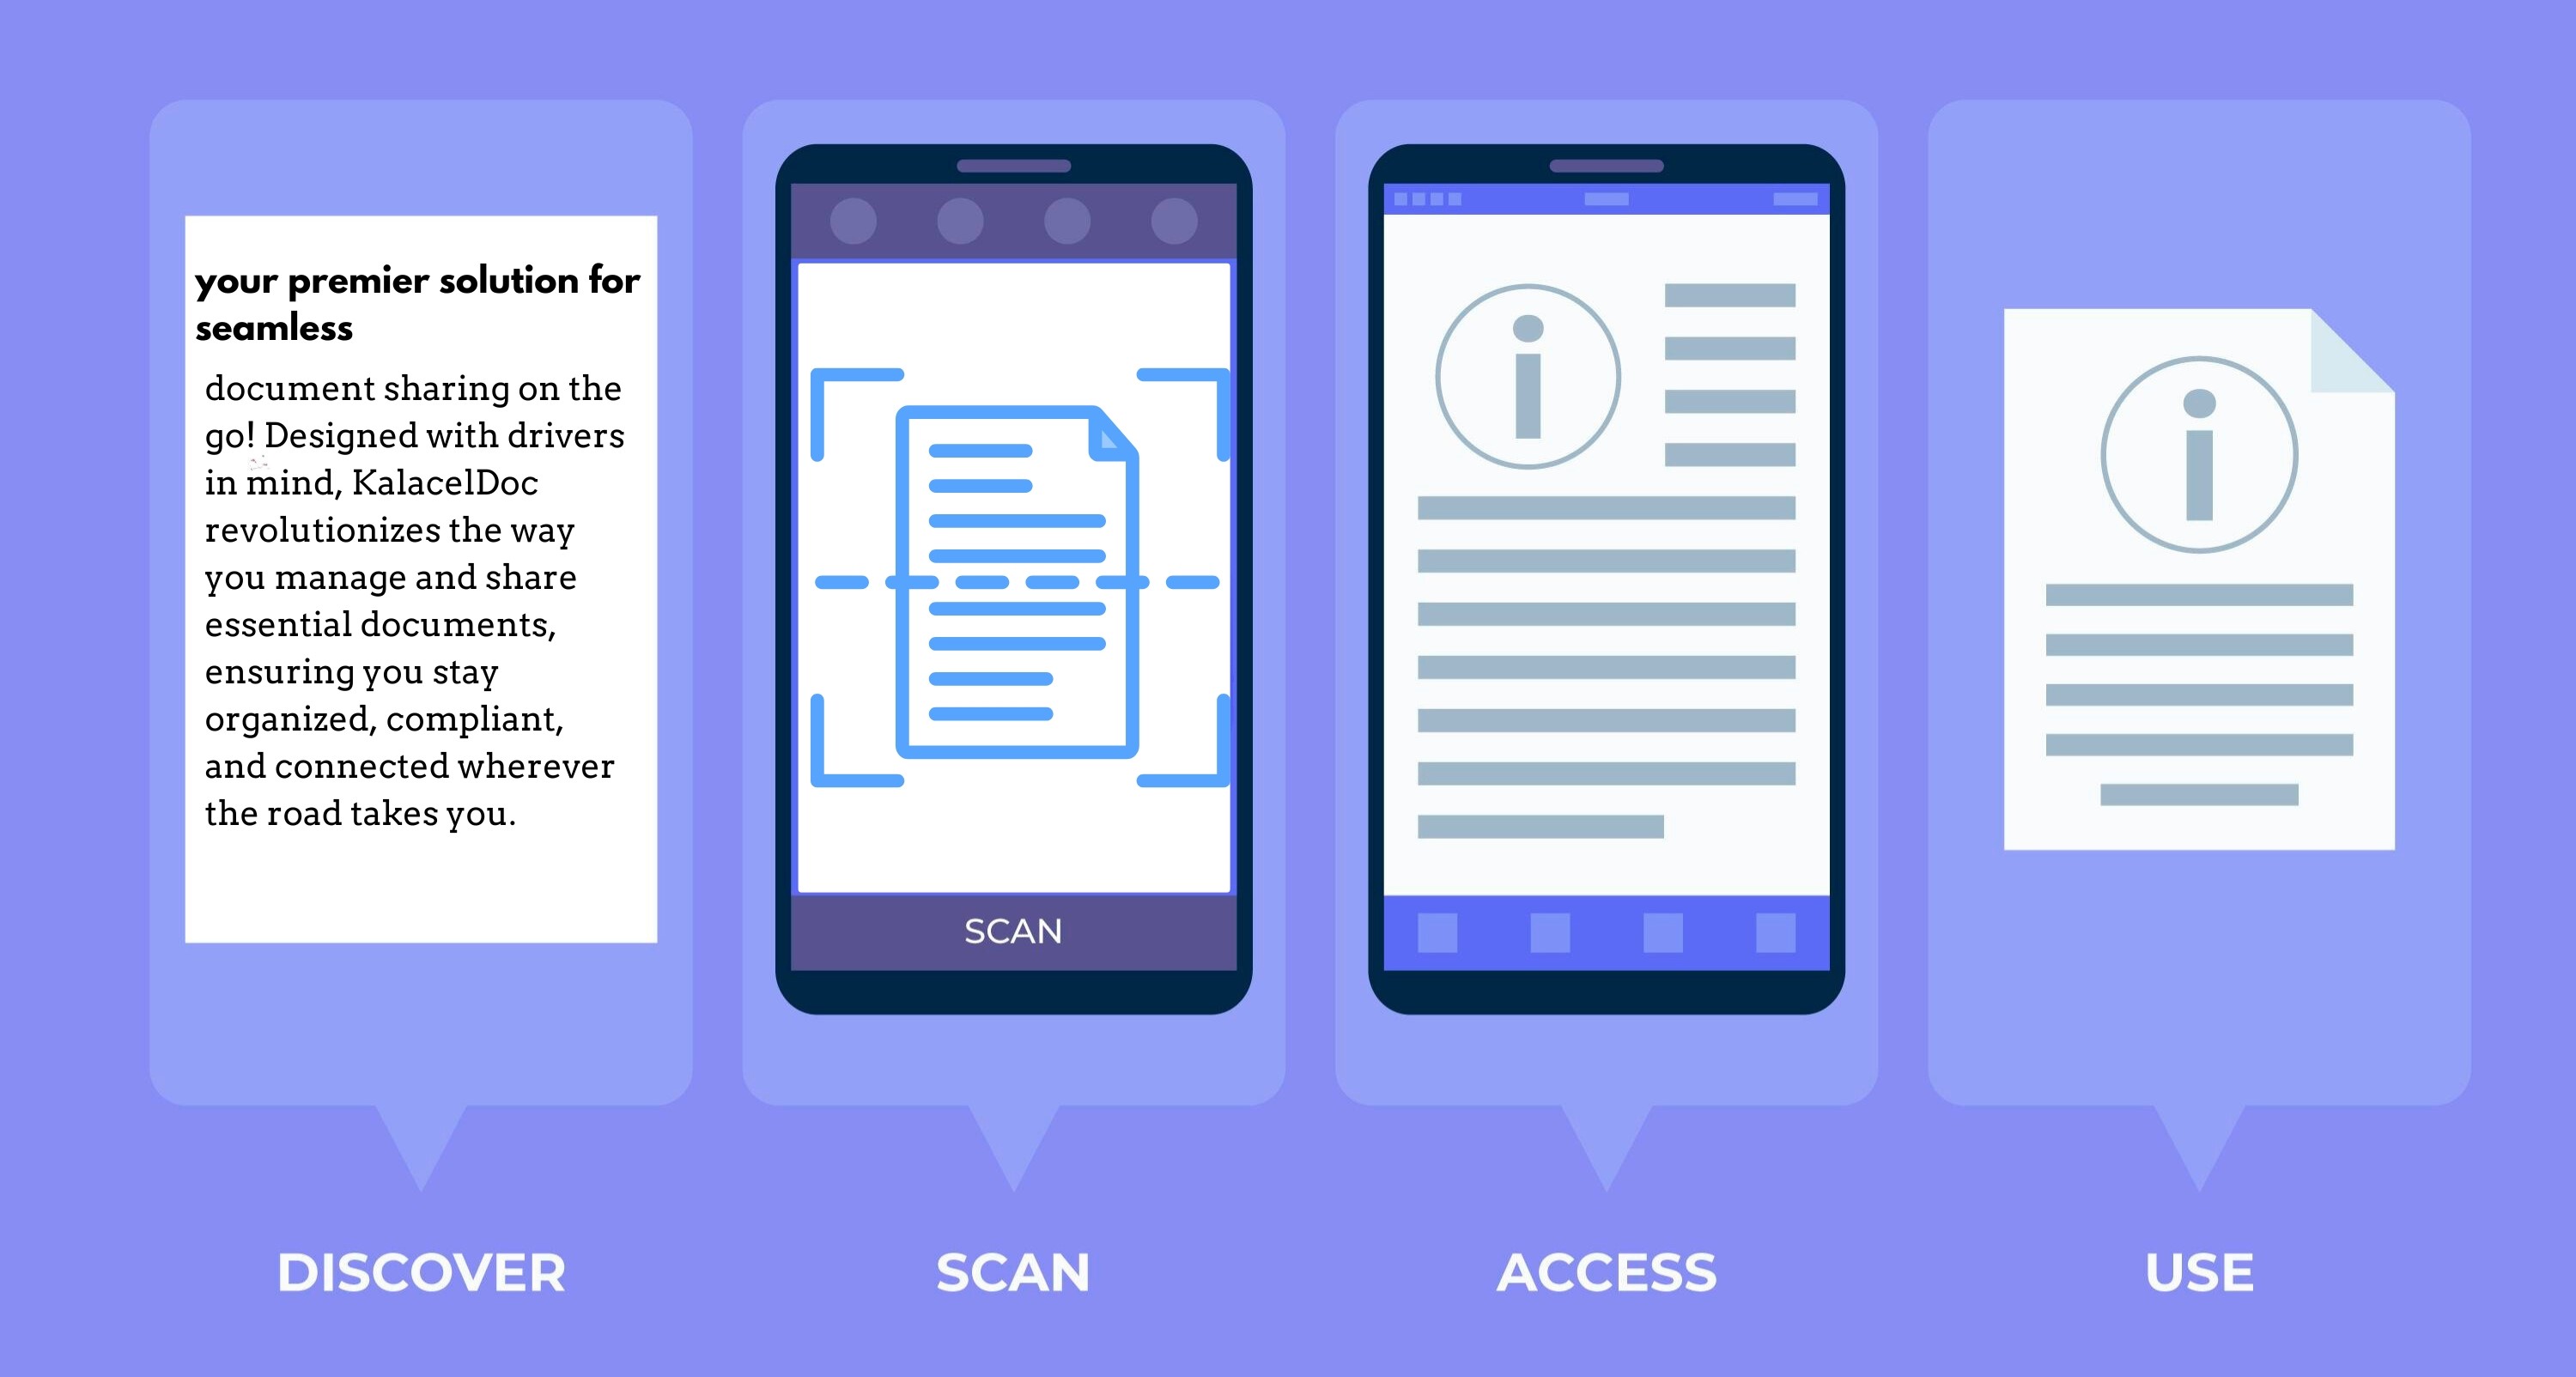 your premier solution for
seamless
document sharing on the
go! Designed with drivers
in mind, KalacelDoc
revolutionizes the way
you manage and share
essential documents,
ensuring you stay
organized, compliant,
and connected wherever
the road takes you.
SCAN
DISCOVER
SCAN
ACCESS
USE